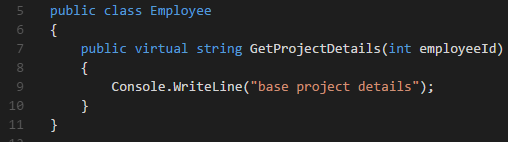 5 public class Employee
6 {
7 public virtual string GetProjectDetails(int employeeId)
8 {
9 Console.WriteLine("base project details");
10 }
11 }